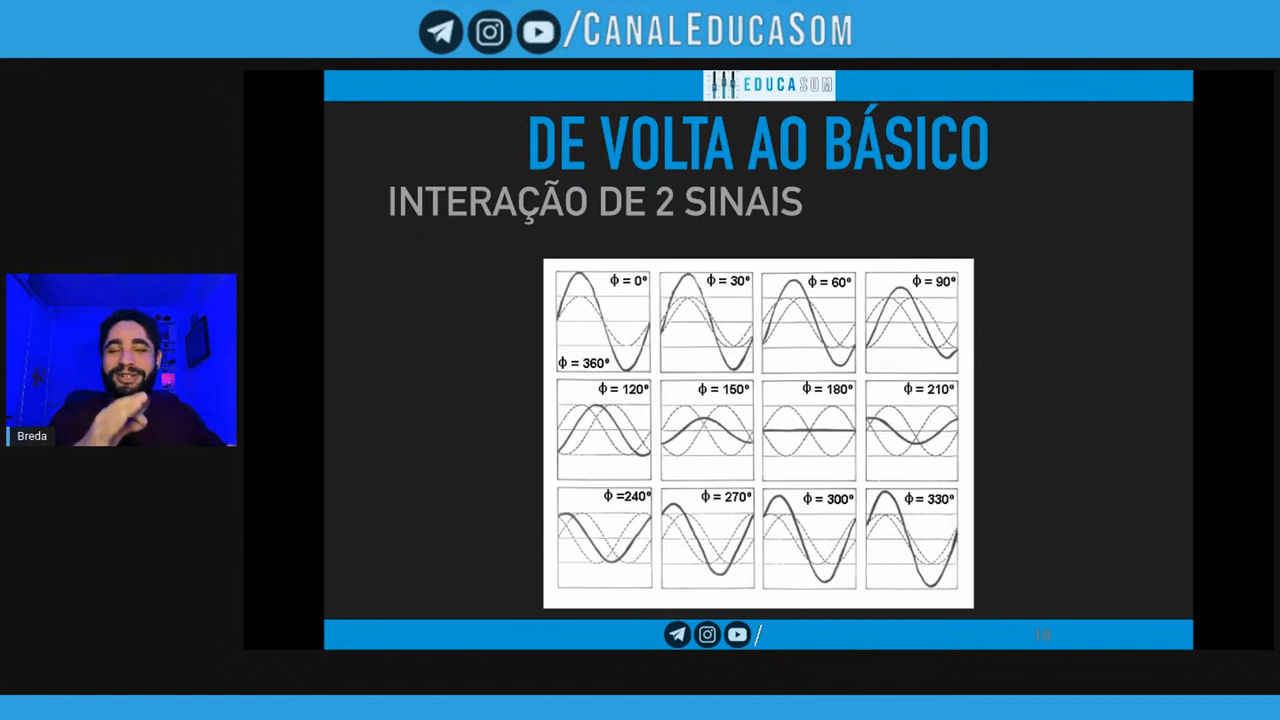 /CANALEDUCASOM
EDUCASOM
DE VOLTA AO BÁSICO
INTERAÇÃO DE 2 SINAIS
ϕ = 0º
ϕ = 360º
ϕ = 30º
ϕ = 60º
ϕ = 90º
ϕ = 120º
ϕ = 150º
ϕ = 180º
ϕ = 210º
ϕ =240º
ϕ = 270º
ϕ = 300º
ϕ = 330º
Breda
/
18